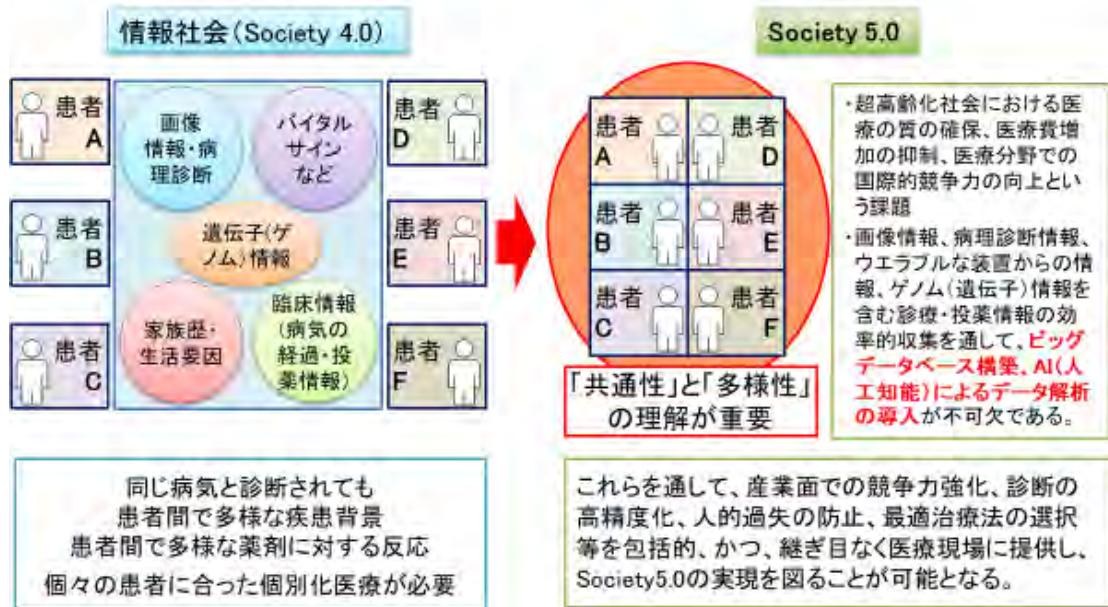 情報社会(Society 4.0)
患者
A
患者
B
患者
C
画像
情報・病
理診断
バイタル
サイン
など
遺伝子(ゲ
ノム)情報
家族歴・
生活要因
臨床情報
(病気の
経過・投
薬情報)
患者
D
患者
E
患者
F
同じ病気と診断されても
患者間で多様な疾患背景
患者間で多様な薬剤に対する反応
個々の患者に合った個別化医療が必要
Society 5.0
患者
A
患者
D
患者
B
患者
E
患者
C
患者
F
「共通性」と「多様性」
の理解が重要
・超高齢化社会における医
療の質の確保、医療費増
加の抑制、医療分野での
国際的競争力の向上とい
う課題
・画像情報、病理診断情報、
ウエラブルな装置からの情
報、ゲノム(遺伝子)情報を
含む診療・投薬情報の効
率的収集を通して、ビッグ
データベース構築、AI(人
工知能)によるデータ解析
の導入が不可欠である。
これらを通して、産業面での競争力強化、診断の
高精度化、人的過失の防止、最適治療法の選択
等を包括的、かつ、継ぎ目なく医療現場に提供し、
Society5.0の実現を図ることが可能となる。